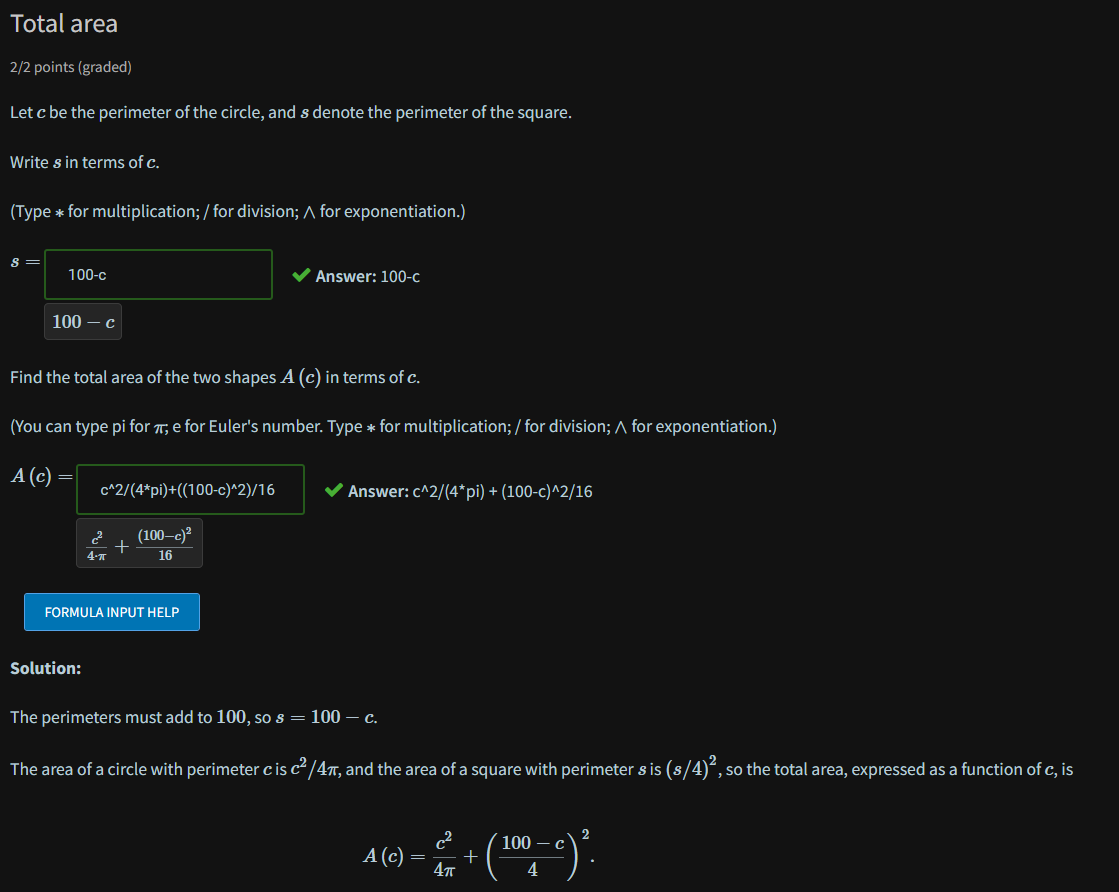 Total area
2/2 points (graded)
Let c be the perimeter of the circle, and s denote the perimeter of the square.
Write s in terms of c.
(Type * for multiplication; / for division; ∧ for exponentiation.)
s = 100-c Answer: 100-c
100 − c
Find the total area of the two shapes A (c) in terms of c.
(You can type pi for π; e for Euler's number. Type * for multiplication; / for division; ∧ for exponentiation.)
A (c) = c^2/(4*pi)+((100-c)^2)/16 Answer: c^2/(4*pi) + (100-c)^2/16
c²/(4·π) + (100−c)²/16
FORMULA INPUT HELP
Solution:
The perimeters must add to 100, so s = 100 − c.
The area of a circle with perimeter c is c²/4π, and the area of a square with perimeter s is (s/4)², so the total area, expressed as a function of c, is
A (c) = c²/4π + ((100 − c)/4)².